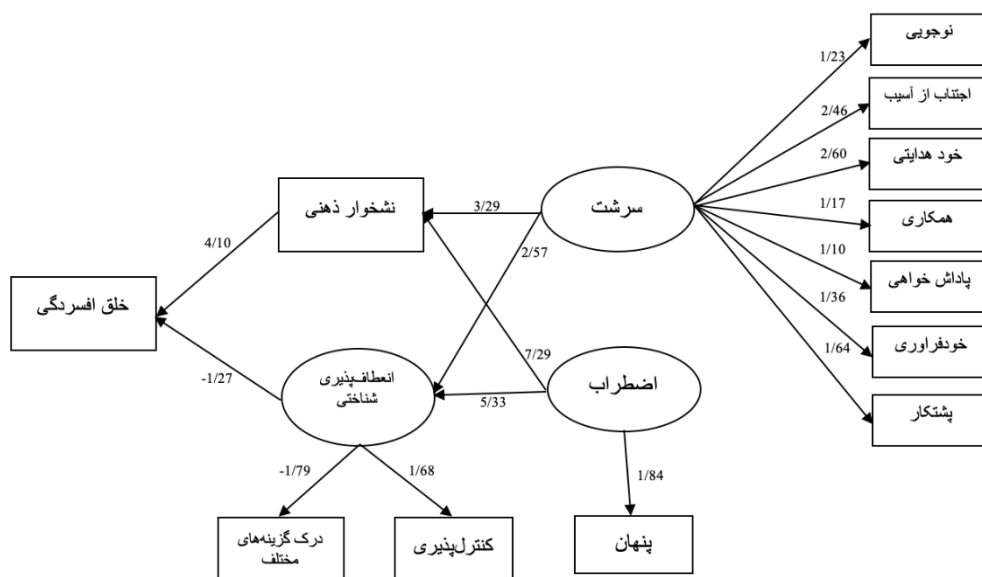 نوجویی
1/23
اجتناب از آسیب
2/46
خود هدایتی
2/60
سرشت
همکاری
1/17
پاداش خواهی
1/10
خودفراوری
1/36
پشتکار
1/64
نشخوار ذهنی
3/29
2/57
4/10
خلق افسردگی
-1/27
اضطراب
7/29
5/33
انعطاف‌پذیری
شناختی
1/84
پنهان
1/68
-1/79
کنترل‌پذیری
درک گزینه‌های
مختلف